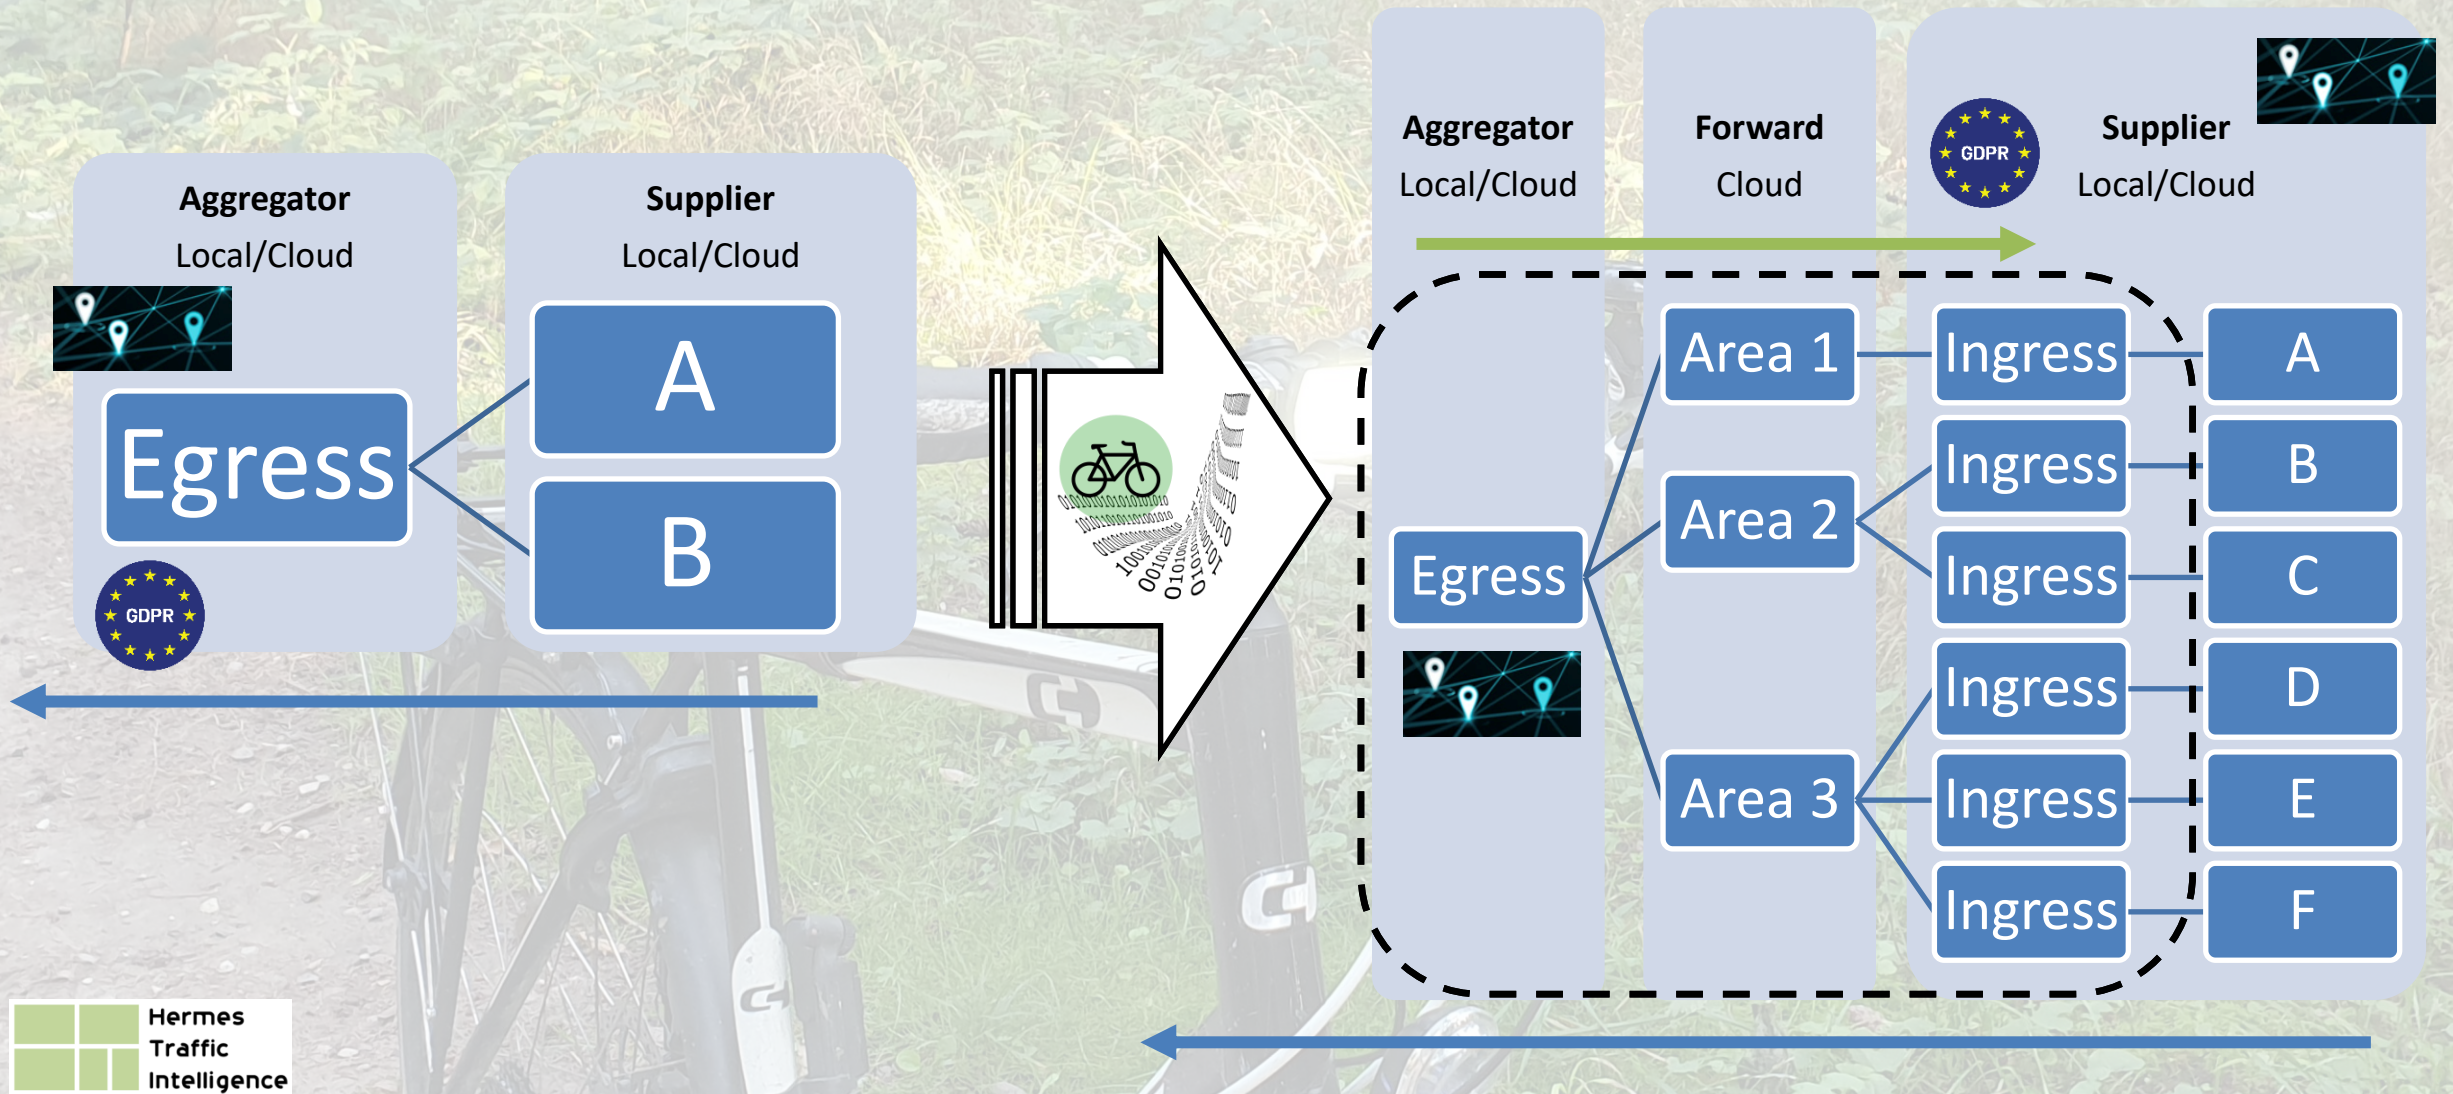 Aggregator
Local/Cloud
Supplier
Local/Cloud
Egress
A
B
GDPR
Aggregator
Local/Cloud
Forward
Cloud
GDPR
Supplier
Local/Cloud
Egress
Area 1
Area 2
Area 3
Ingress
Ingress
Ingress
Ingress
Ingress
Ingress
A
B
C
D
E
F
Hermes
Traffic
Intelligence